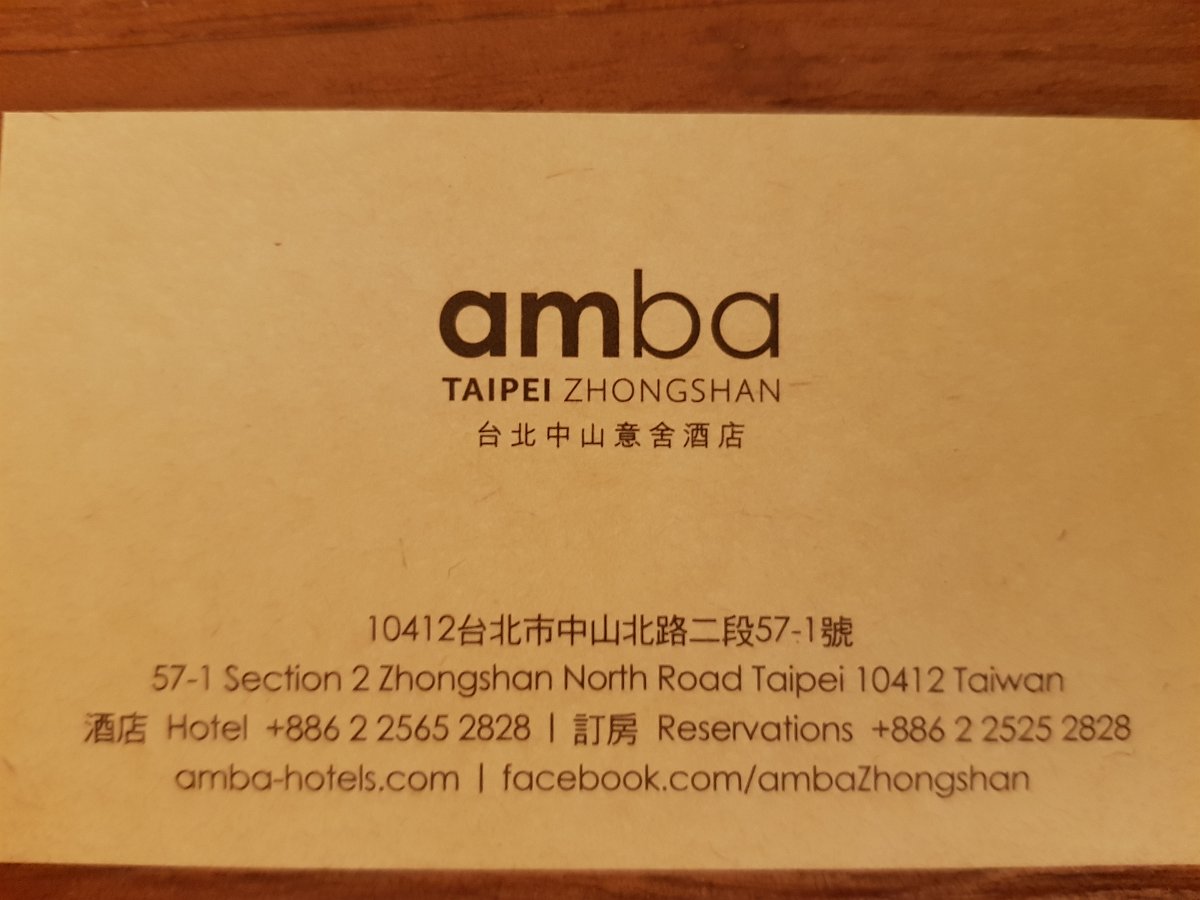 amba
TAIPEI ZHONGSHAN
台北中山意舍酒店
10412台北市中山北路二段57-1號
57-1 Section 2 Zhongshan North Road Taipei 10412 Taiwan
酒店 Hotel +886 2 2565 2828 | 訂房 Reservations +886 2 2525 2828
amba-hotels.com | facebook.com/ambaZhongshan